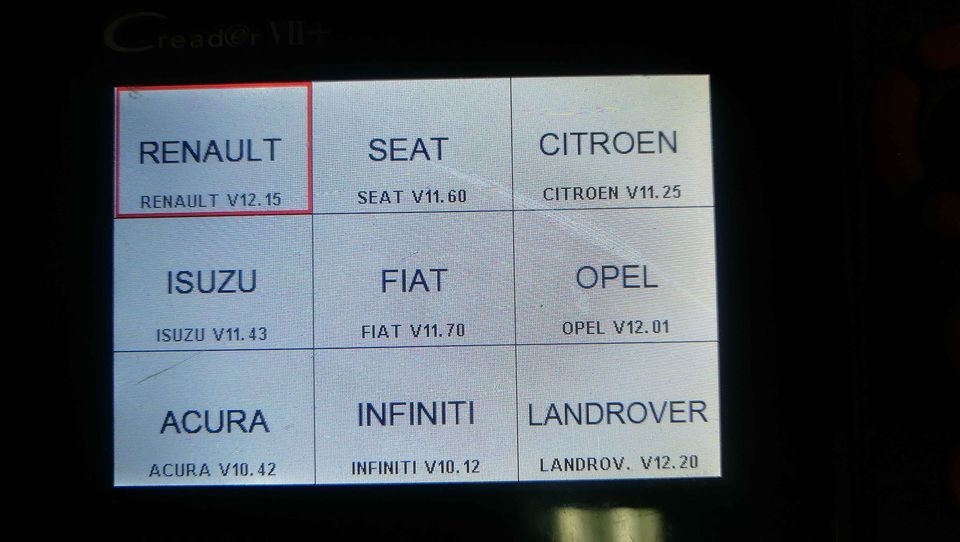 Creader VII+
RENAULT
RENAULT V12.15
SEAT
SEAT V11.60
CITROEN
CITROEN V11.25
ISUZU
ISUZU V11.43
FIAT
FIAT V11.70
OPEL
OPEL V12.01
ACURA
ACURA V10.42
INFINITI
INFINITI V10.12
LANDROVER
LANDROV. V12.20